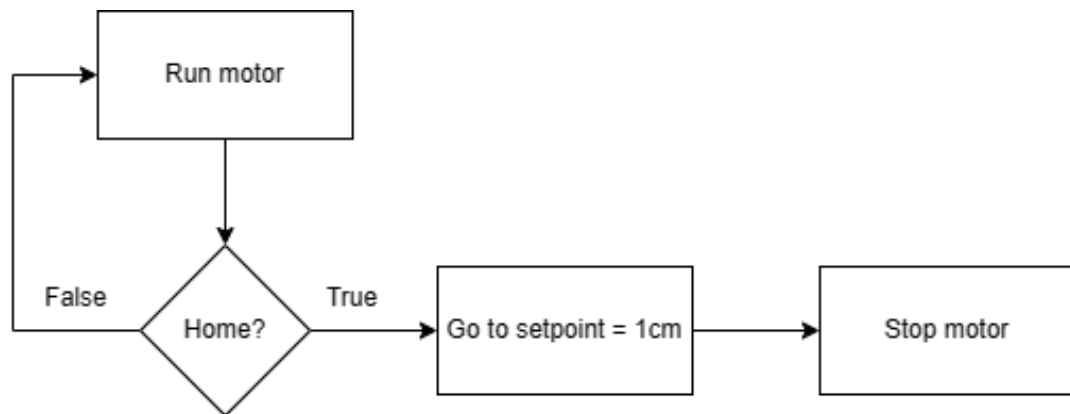 Run motor
False
True
Home?
Go to setpoint = 1cm
Stop motor